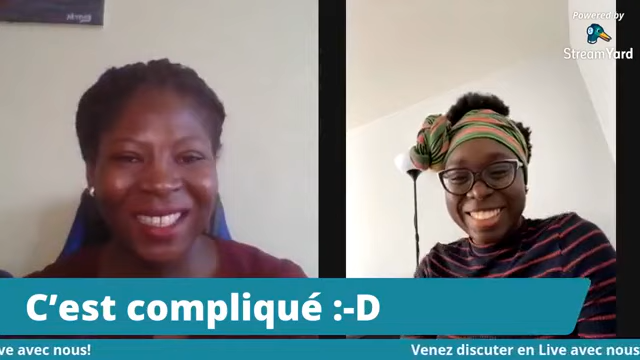 Powered by
StreamYard
C'est compliqué :-D
ve avec nous!
Venez discuter en Live avec nous